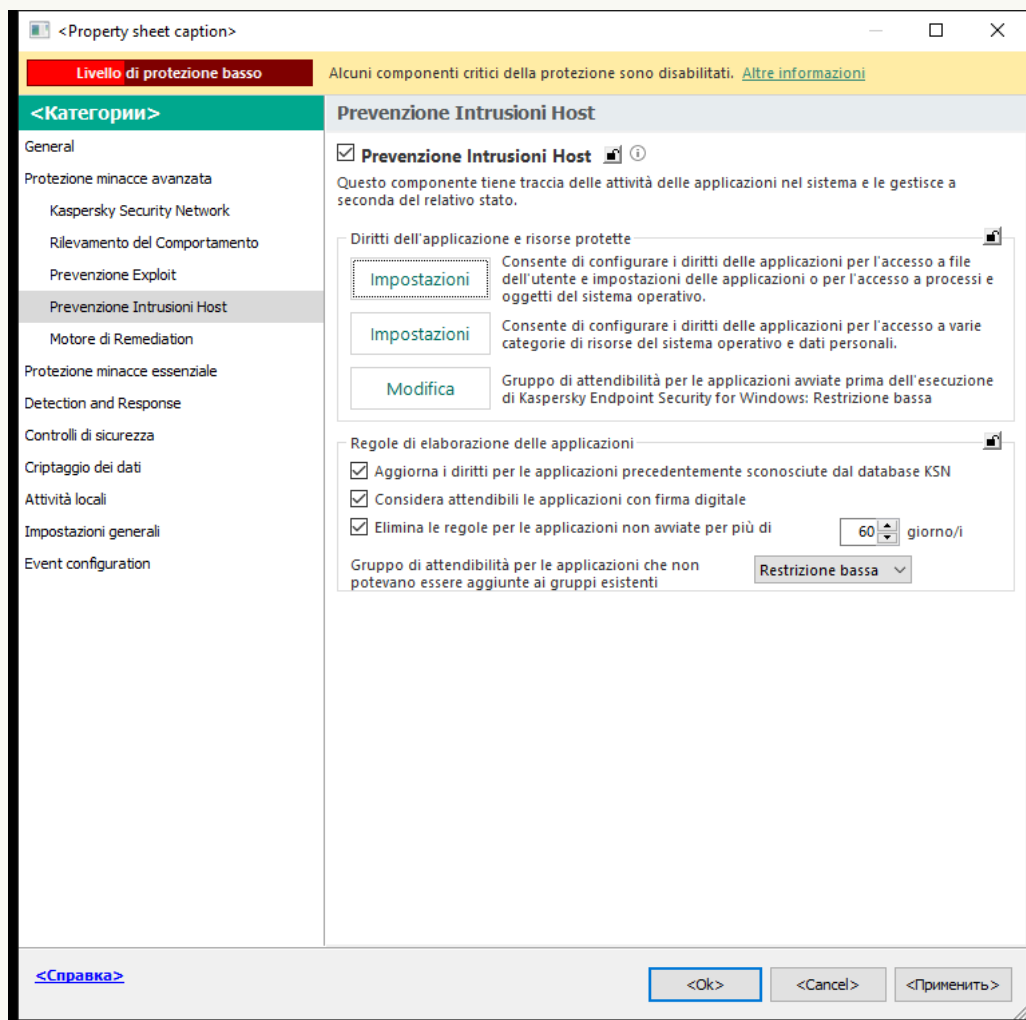 <Property sheet caption>
Livello di protezione basso
Alcuni componenti critici della protezione sono disabilitati. Altre informazioni
<Категории>
General
Protezione minacce avanzata
Kaspersky Security Network
Rilevamento del Comportamento
Prevenzione Exploit
Prevenzione Intrusioni Host
Motore di Remediation
Protezione minacce essenziale
Detection and Response
Controlli di sicurezza
Criptaggio dei dati
Attività locali
Impostazioni generali
Event configuration
Prevenzione Intrusioni Host
Prevenzione Intrusioni Host
Questo componente tiene traccia delle attività delle applicazioni nel sistema e le gestisce a
seconda del relativo stato.
Diritti dell'applicazione e risorse protette
Impostazioni
Consente di configurare i diritti delle applicazioni per l'accesso a file
dell'utente e impostazioni delle applicazioni o per l'accesso a processi e
oggetti del sistema operativo.
Impostazioni
Consente di configurare i diritti delle applicazioni per l'accesso a varie
categorie di risorse del sistema operativo e dati personali.
Modifica
Gruppo di attendibilità per le applicazioni avviate prima dell'esecuzione
di Kaspersky Endpoint Security for Windows: Restrizione bassa
Regole di elaborazione delle applicazioni
Aggiorna i diritti per le applicazioni precedentemente sconosciute dal database KSN
Considera attendibili le applicazioni con firma digitale
Elimina le regole per le applicazioni non avviate per più di 60 giorno/i
Gruppo di attendibilità per le applicazioni che non
potevano essere aggiunte ai gruppi esistenti
Restrizione bassa
<Справка>
<Ok> <Cancel> <Применить>